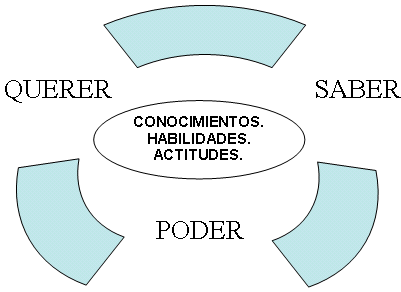 QUERER
SABER
CONOCIMIENTOS.
HABILIDADES.
ACTITUDES.
PODER